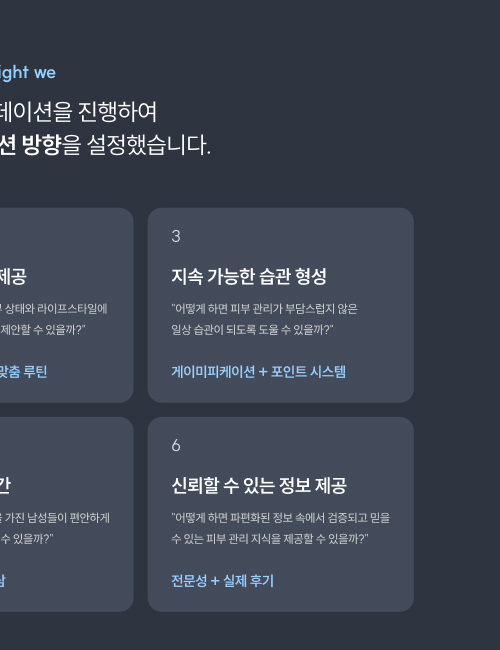 ight we
데이션을 진행하여
션 방향을 설정했습니다.
제공
상태와 라이프스타일에
제안할 수 있을까?"
맞춤 루틴
3
지속 가능한 습관 형성
"어떻게 하면 피부 관리가 부담스럽지 않은
일상 습관이 되도록 도울 수 있을까?"
게이미피케이션 + 포인트 시스템
간
가진 남성들이 편안하게
수 있을까?"
담
6
신뢰할 수 있는 정보 제공
"어떻게 하면 파편화된 정보 속에서 검증되고 믿을
수 있는 피부 관리 지식을 제공할 수 있을까?"
전문성 + 실제 후기